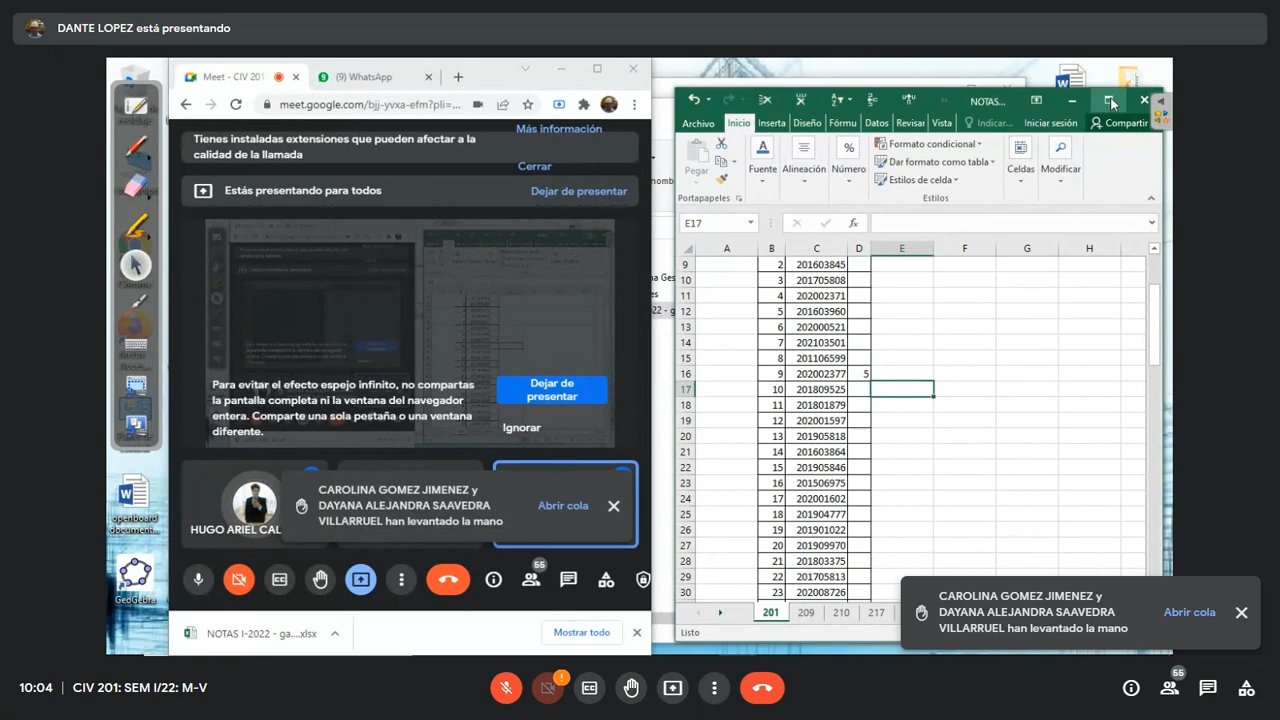 DANTE LOPEZ está presentando
Meet - CIV 201
(9) WhatsApp
meet.google.com/bjj-yvxa-efm?pli=...
Tienes instaladas extensiones que pueden afectar a la
calidad de la llamada
Más información
Cerrar
Estás presentando para todos
Dejar de presentar
Para evitar el efecto espejo infinito, no compartas
la pantalla completa ni la ventana del navegador
entera. Comparte una sola pestaña o una ventana
diferente.
Dejar de
presentar
Ignorar
HUGO ARIEL CAL
CAROLINA GOMEZ JIMENEZ y
DAYANA ALEJANDRA SAAVEDRA
VILLARRUEL han levantado la mano
Abrir cola
55
NOTAS I-2022 - ga....xlsx
Mostrar todo
openboard
document...
GeoGebra
NOTAS...
Archivo Inicio Inserta Diseño Fórmu Datos Revisar Vista Indicar... Iniciar sesión Compartir
Pegar
Fuente
Alineación
Número
Formato condicional
Dar formato como tabla
Estilos de celda
Celdas
Modificar
Portapapeles
Estilos
E17
fx
A B C D E F G H
9 2 201603845
10 3 201705808
11 4 202002371
12 5 201603960
13 6 202000521
14 7 202103501
15 8 201106599
16 9 202002377 5
17 10 201809525
18 11 201801879
19 12 202001597
20 13 201905818
21 14 201603864
22 15 201905846
23 16 201506975
24 17 202001602
25 18 201904777
26 19 201901022
27 20 201909970
28 21 201803375
29 22 201705813
30 23 202008726
201 209 210 217
Listo
CAROLINA GOMEZ JIMENEZ y
DAYANA ALEJANDRA SAAVEDRA
VILLARRUEL han levantado la mano
Abrir cola
10:04 | CIV 201: SEM I/22: M-V
55